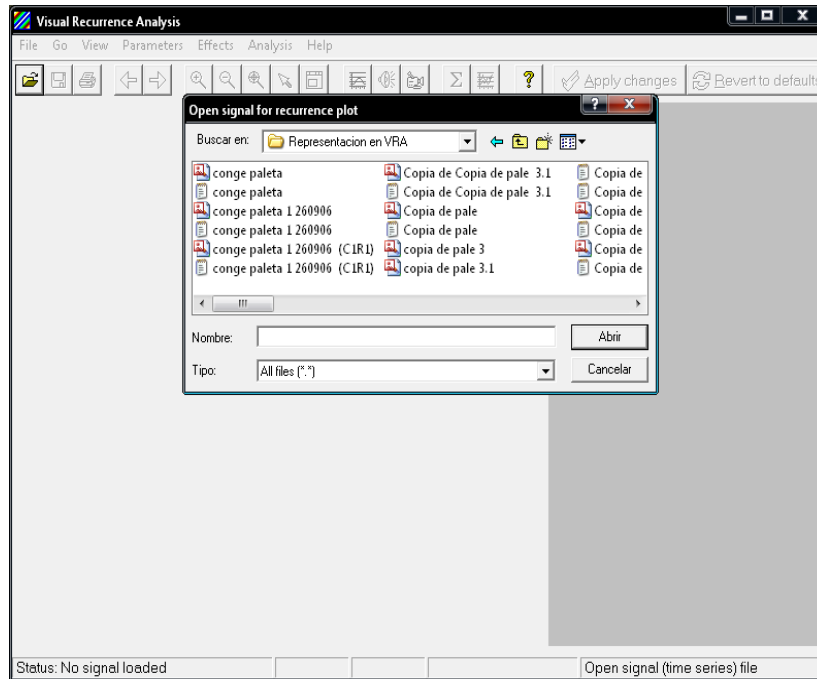 Visual Recurrence Analysis
File Go View Parameters Effects Analysis Help
Σ ? Apply changes Revert to defaults
Open signal for recurrence plot
? X
Buscar en: Representacion en VRA
conge paleta Copia de Copia de pale 3.1 Copia de
conge paleta Copia de Copia de pale 3.1 Copia de
conge paleta 1 260906 Copia de pale Copia de
conge paleta 1 260906 Copia de pale Copia de
conge paleta 1 260906 (C1R1) copia de pale 3 Copia de
conge paleta 1 260906 (C1R1) copia de pale 3.1 Copia de
Nombre: Abrir
Tipo: All files (*.*) Cancelar
Status: No signal loaded Open signal (time series) file